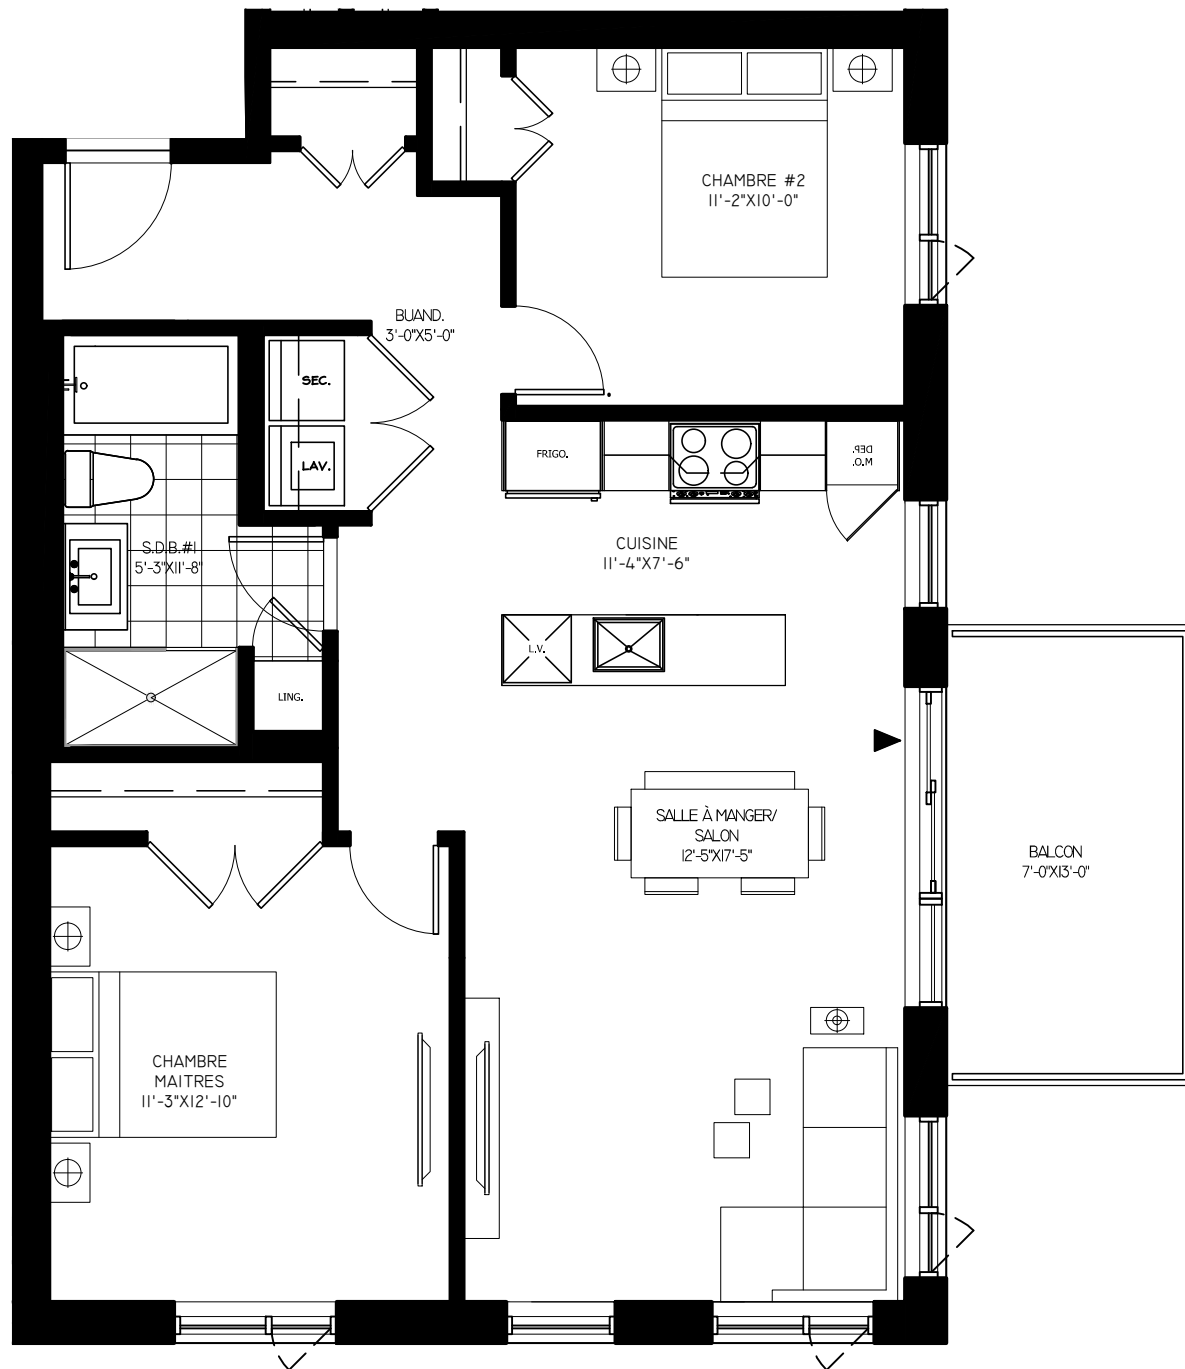 CHAMBRE #2
11'-2"X10'-0"
BUAND.
3'-0"X5'-0"
SEC.
LAV.
FRIGO.
DEP.
M.O.
S.D.B.#1
5'-3"X11'-8"
CUISINE
11'-4"X7'-6"
L.V.
LING.
SALLE À MANGER/
SALON
12'-5"X17'-5"
BALCON
7'-0"X13'-0"
CHAMBRE
MAITRES
11'-3"X12'-10"